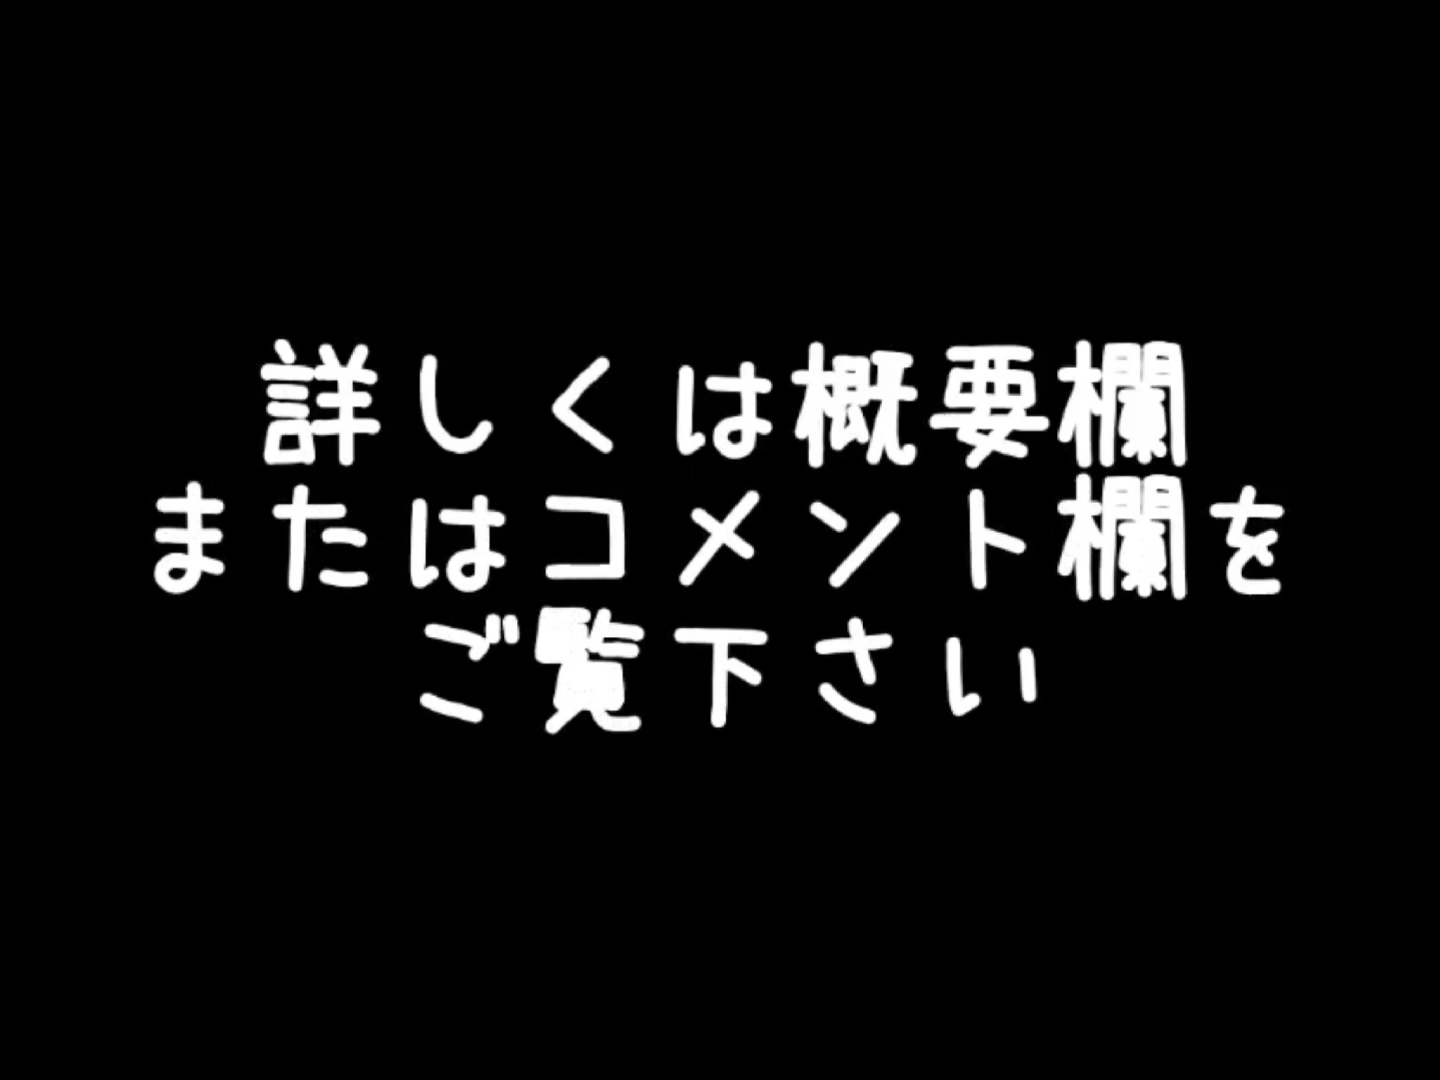 詳しくは概要欄
またはコメント欄を
ご覧下さい